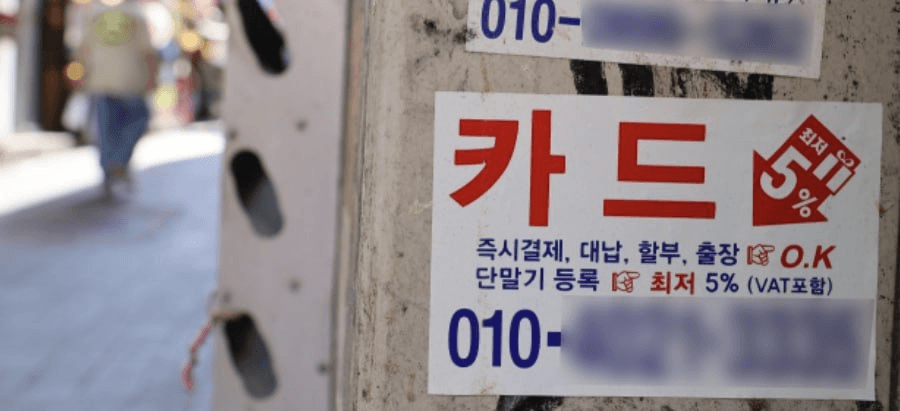 010-
카드
최저
5%
즉시결제, 대납, 할부, 출장 ☞ O.K
단말기 등록 ☞ 최저 5% (VAT포함)
010-